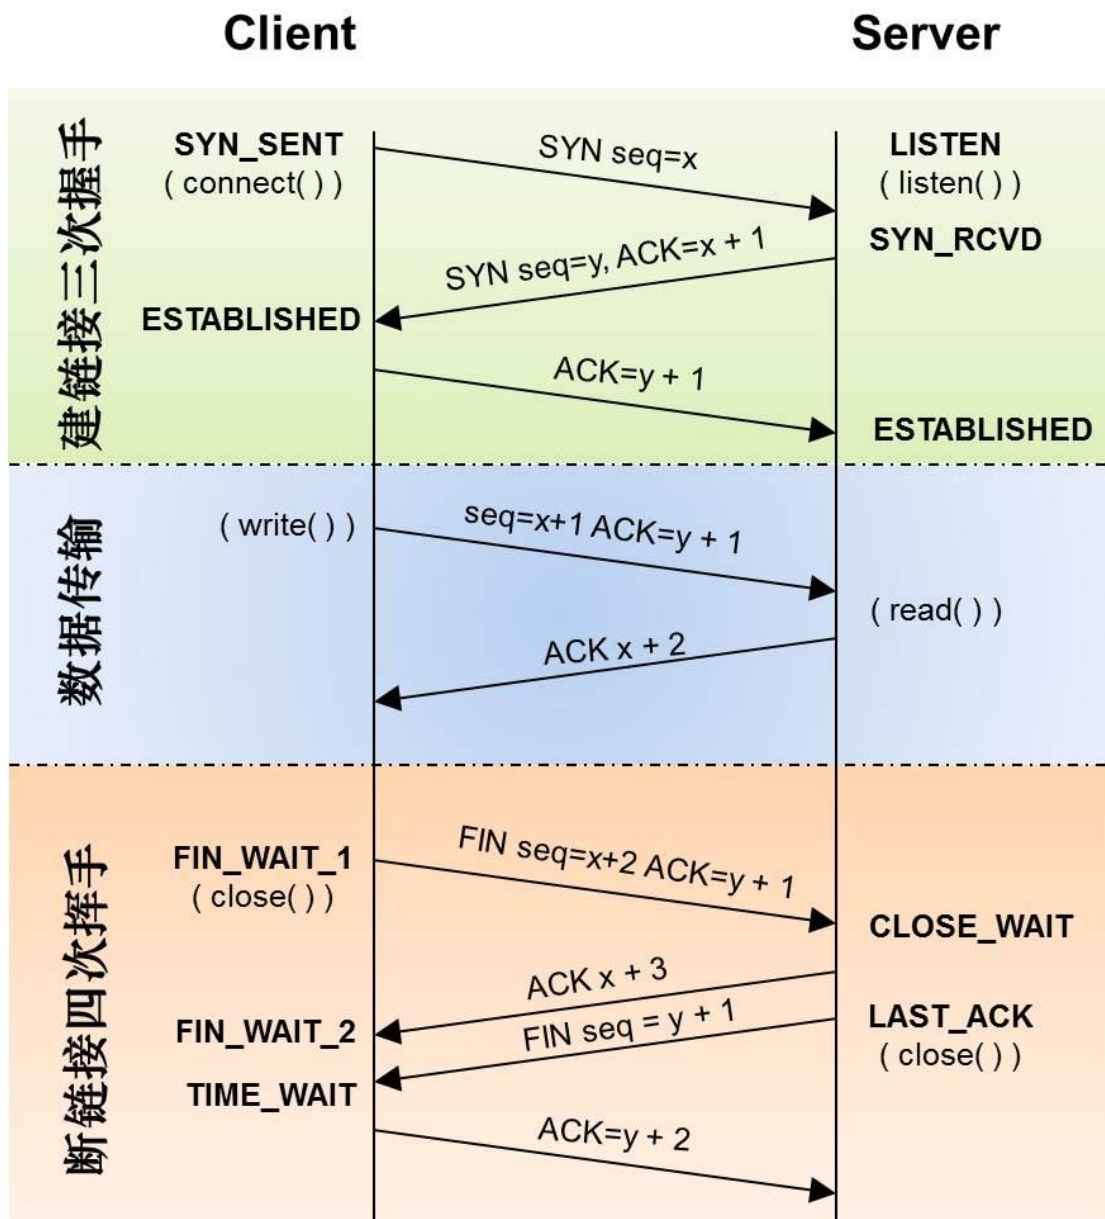 Client
Server
建链接三次握手
SYN_SENT
( connect( ) )
SYN seq=x
LISTEN
( listen( ) )
SYN_RCVD
SYN seq=y, ACK=x + 1
ESTABLISHED
ACK=y + 1
ESTABLISHED
数据传输
( write( ) )
seq=x+1 ACK=y + 1
( read( ) )
ACK x + 2
断链接四次挥手
FIN_WAIT_1
( close( ) )
FIN seq=x+2 ACK=y + 1
CLOSE_WAIT
ACK x + 3
FIN_WAIT_2
FIN seq = y + 1
LAST_ACK
( close( ) )
TIME_WAIT
ACK=y + 2